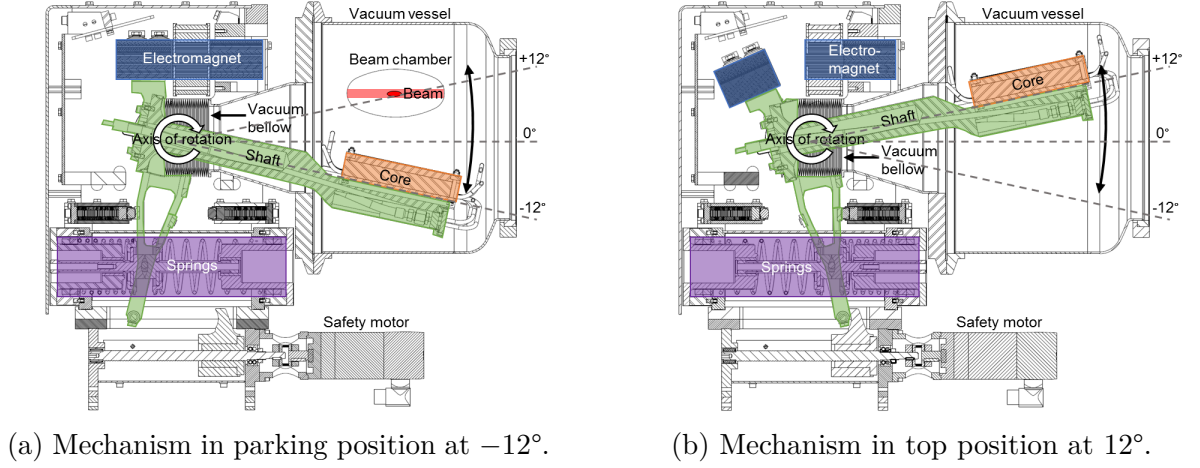 Vacuum vessel
Electromagnet
+12°
Beam chamber
Beam
Vacuum
bellow
Axis of rotation
0°
Shaft
Core
-12°
Springs
Safety motor
(a) Mechanism in parking position at −12°.
Vacuum vessel
Electro-
magnet
+12°
Core
Shaft
Axis of rotation
0°
Vacuum
bellow
-12°
Springs
Safety motor
(b) Mechanism in top position at 12°.